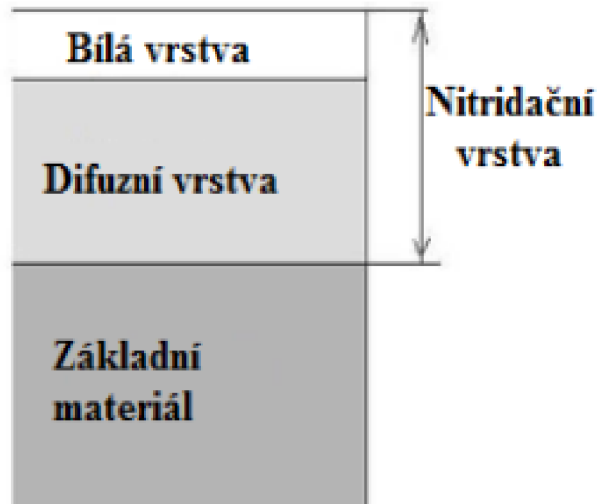 Bílá vrstva
Nitridační
vrstva
Difuzní vrstva
Základní
materiál